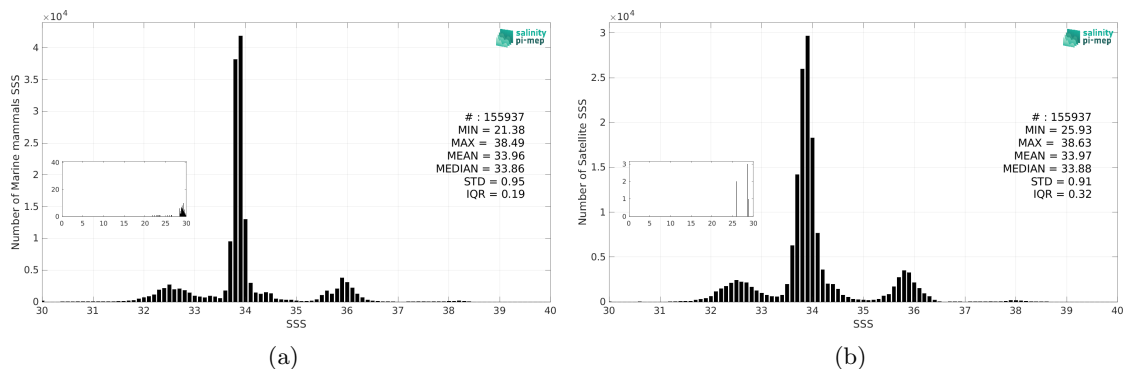 ×10⁴
4
3.5
3
2.5
2
1.5
1
0.5
0
30 31 32 33 34 35 36 37 38 39 40
SSS
Number of Marine mammals SSS
salinity
pi-mep
# : 155937
MIN = 21.38
MAX = 38.49
MEAN = 33.96
MEDIAN = 33.86
STD = 0.95
IQR = 0.19
40
20
0
0 5 10 15 20 25 30
(a)
×10⁴
3
2.5
2
1.5
1
0.5
0
30 31 32 33 34 35 36 37 38 39 40
SSS
Number of Satellite SSS
salinity
pi-mep
# : 155937
MIN = 25.93
MAX = 38.63
MEAN = 33.97
MEDIAN = 33.88
STD = 0.91
IQR = 0.32
3
2
1
0
0 5 10 15 20 25 30
(b)